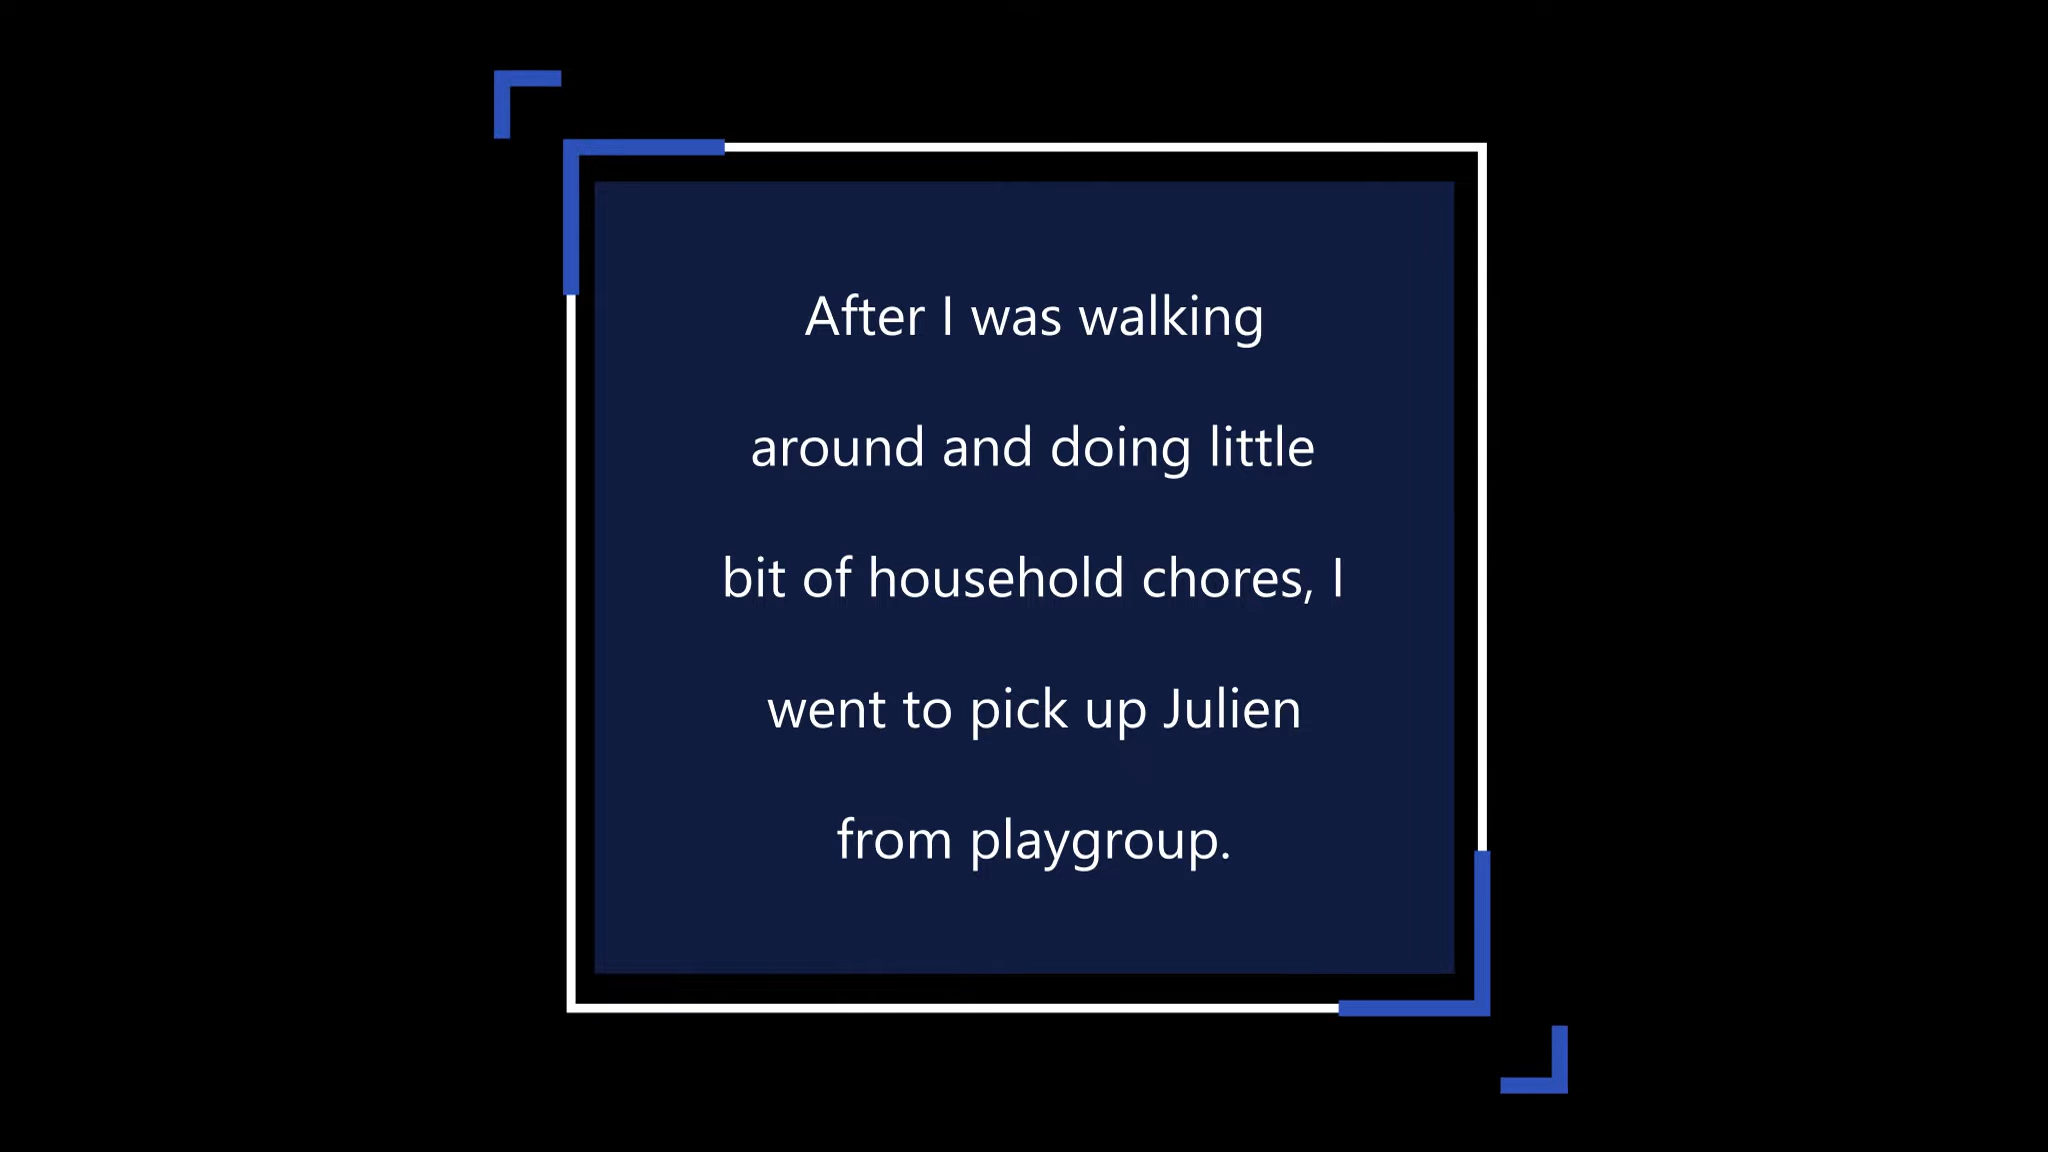 After I was walking
around and doing little
bit of household chores, I
went to pick up Julien
from playgroup.